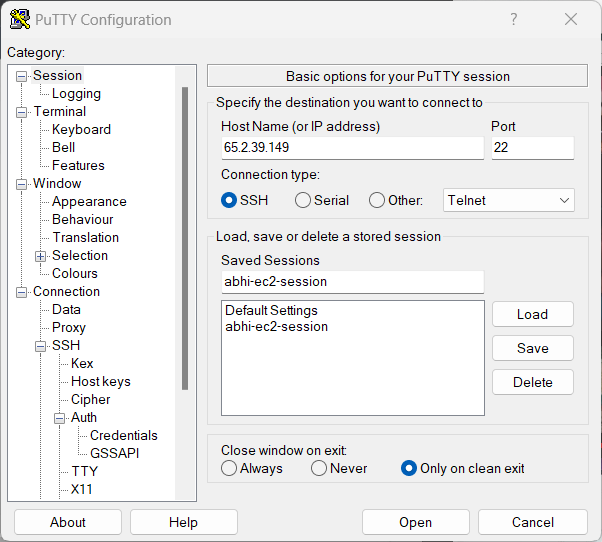 PuTTY Configuration
Category:
Session
Logging
Terminal
Keyboard
Bell
Features
Window
Appearance
Behaviour
Translation
Selection
Colours
Connection
Data
Proxy
SSH
Kex
Host keys
Cipher
Auth
Credentials
GSSAPI
TTY
X11
Basic options for your PuTTY session
Specify the destination you want to connect to
Host Name (or IP address) Port
65.2.39.149 22
Connection type:
SSH Serial Other: Telnet
Load, save or delete a stored session
Saved Sessions
abhi-ec2-session
Default Settings
abhi-ec2-session
Load
Save
Delete
Close window on exit:
Always Never Only on clean exit
About Help Open Cancel